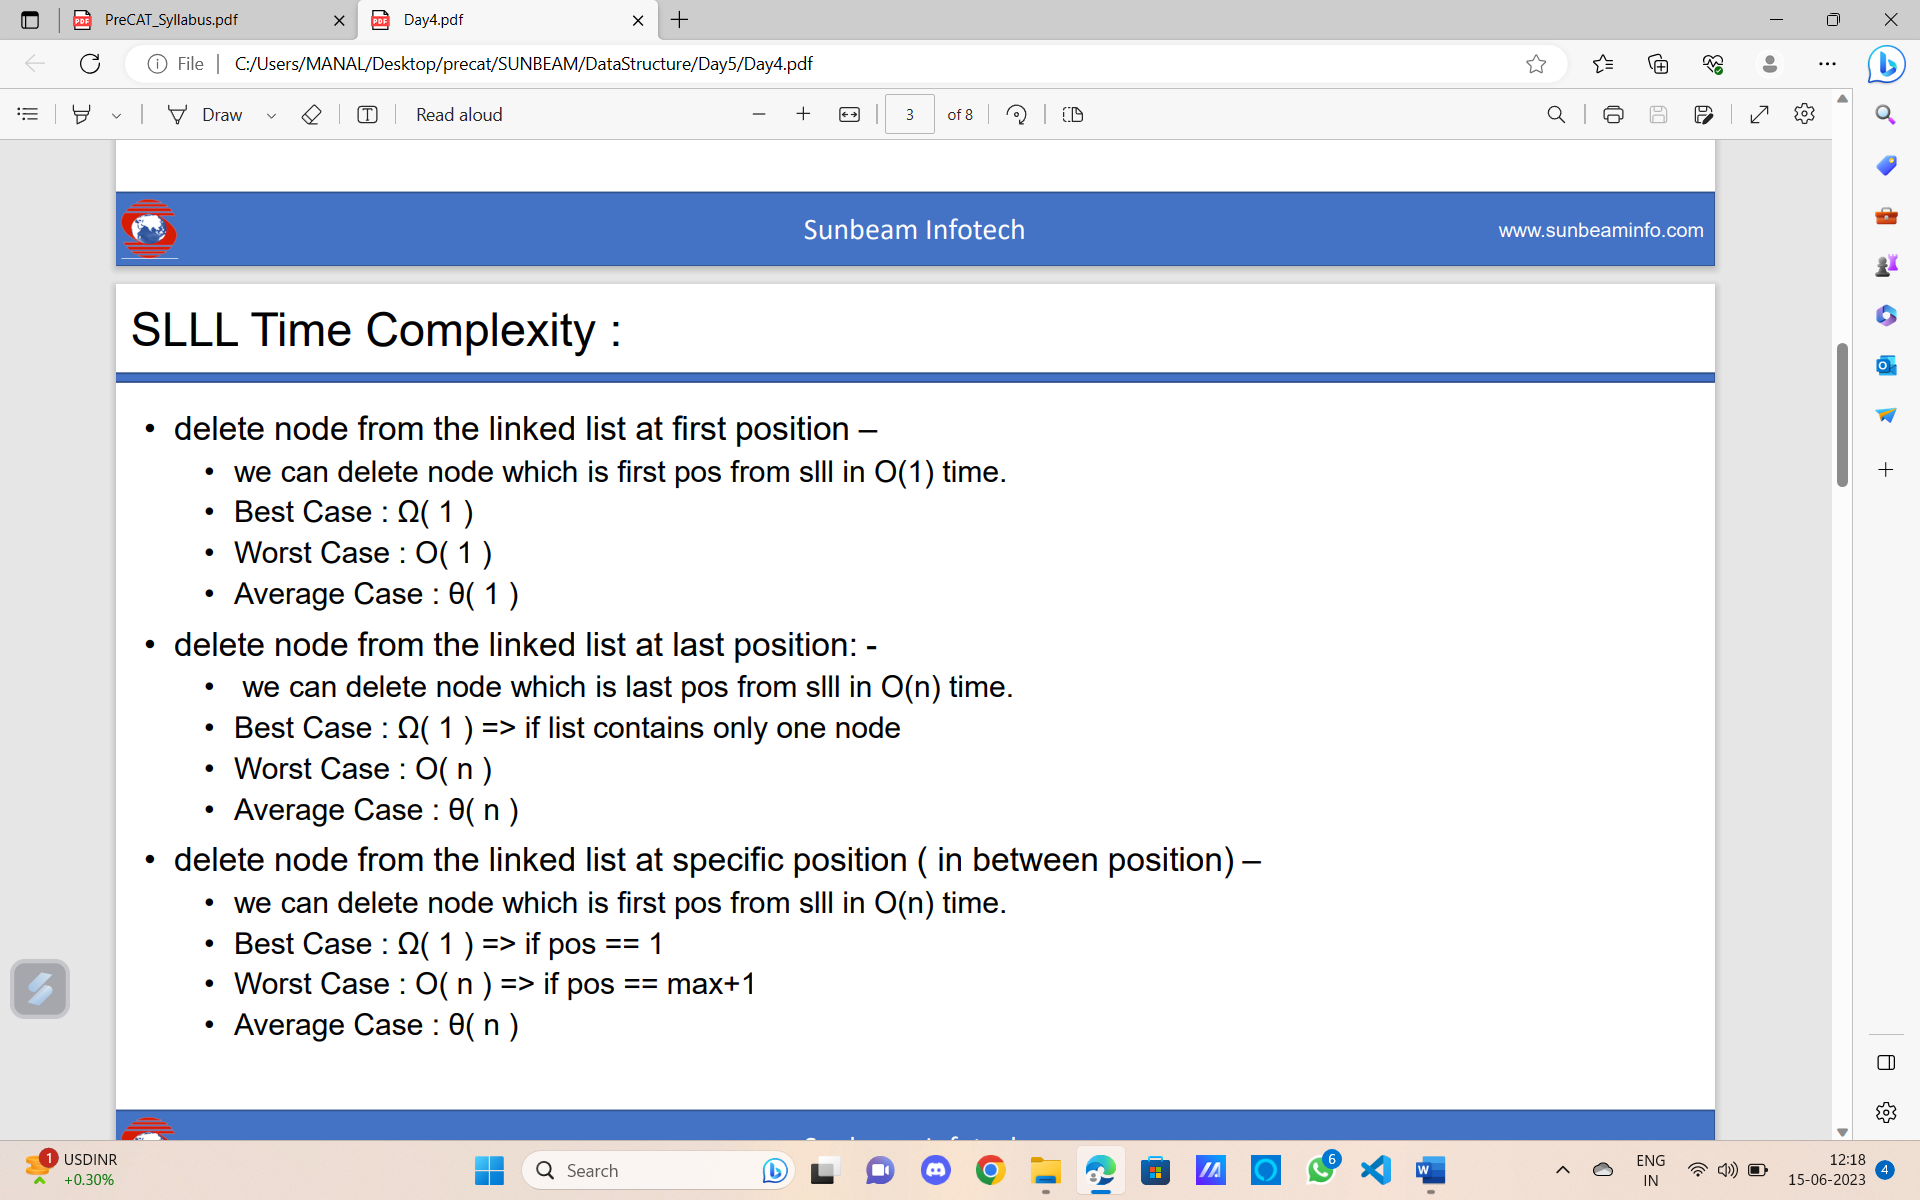 PreCAT_Syllabus.pdf
Day4.pdf
File
C:/Users/MANAL/Desktop/precat/SUNBEAM/DataStructure/Day5/Day4.pdf
Draw
Read aloud
3 of 8
Sunbeam Infotech
www.sunbeaminfo.com
SLLL Time Complexity :
• delete node from the linked list at first position –
• we can delete node which is first pos from slll in O(1) time.
• Best Case : Ω( 1 )
• Worst Case : O( 1 )
• Average Case : θ( 1 )
• delete node from the linked list at last position: -
• we can delete node which is last pos from slll in O(n) time.
• Best Case : Ω( 1 ) => if list contains only one node
• Worst Case : O( n )
• Average Case : θ( n )
• delete node from the linked list at specific position ( in between position) –
• we can delete node which is first pos from slll in O(n) time.
• Best Case : Ω( 1 ) => if pos == 1
• Worst Case : O( n ) => if pos == max+1
• Average Case : θ( n )
1
USDINR
+0.30%
Search
6
ENG
IN
12:18
15-06-2023
4